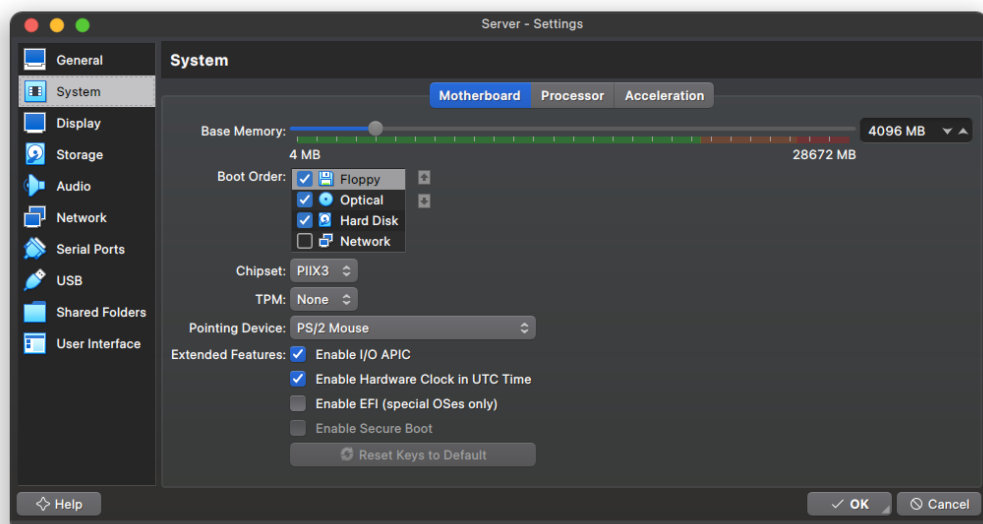 Server - Settings
General
System
Display
Storage
Audio
Network
Serial Ports
USB
Shared Folders
User Interface
System
Motherboard Processor Acceleration
Base Memory: 4096 MB
4 MB 28672 MB
Boot Order: Floppy
Optical
Hard Disk
Network
Chipset: PIIX3
TPM: None
Pointing Device: PS/2 Mouse
Extended Features: Enable I/O APIC
Enable Hardware Clock in UTC Time
Enable EFI (special OSes only)
Enable Secure Boot
Reset Keys to Default
Help OK Cancel